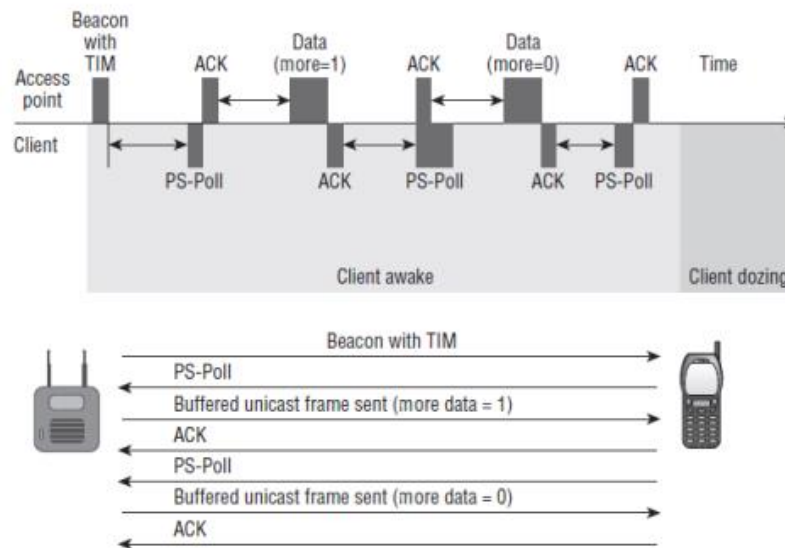 Beacon
with
TIM
ACK
Data
(more=1)
ACK
Data
(more=0)
ACK
Time
Access
point
Client
PS-Poll
ACK
PS-Poll
ACK
PS-Poll
Client awake
Client dozing
Beacon with TIM
PS-Poll
Buffered unicast frame sent (more data = 1)
ACK
PS-Poll
Buffered unicast frame sent (more data = 0)
ACK